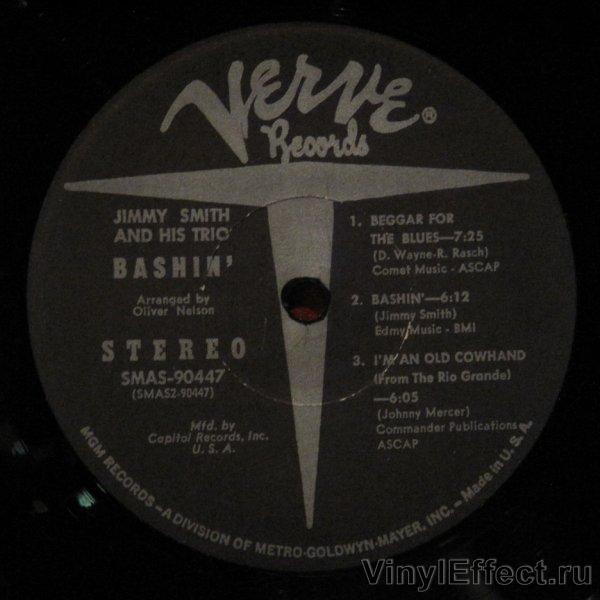 VERVE®
Records
JIMMY SMITH
AND HIS TRIO
BASHIN'
Arranged by
Oliver Nelson
STEREO
SMAS-90447
(SMAS2-90447)
Mfd. by
Capitol Records, Inc.
U. S. A.
1. BEGGAR FOR
THE BLUES—7:25
(D. Wayne-R. Rasch)
Comet Music - ASCAP
2. BASHIN'—6:12
(Jimmy Smith)
Edmy Music - BMI
3. I'M AN OLD COWHAND
(From The Rio Grande)
—6:05
(Johnny Mercer)
Commander Publications
ASCAP
MGM RECORDS—A DIVISION OF METRO-GOLDWYN-MAYER, INC.—Made in U. S. A.
VinylEffect.ru